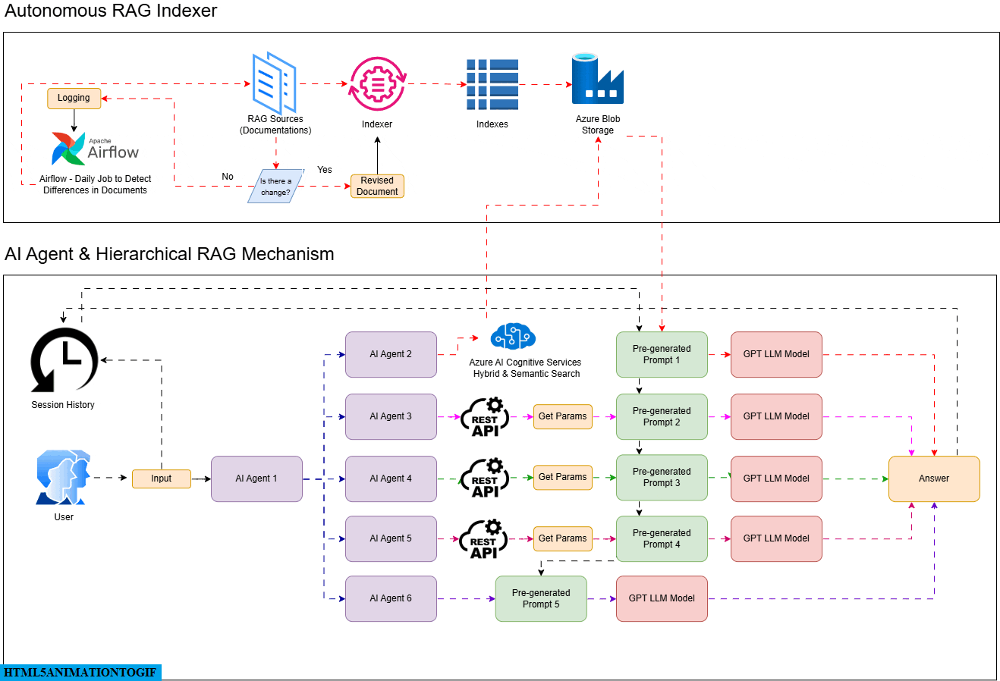 Autonomous RAG Indexer
Logging
Apache
Airflow
Airflow - Daily Job to Detect
Differences in Documents
RAG Sources
(Documentations)
Indexer
Indexes
Azure Blob
Storage
No
Is there a
change?
Yes
Revised
Document
AI Agent & Hierarchical RAG Mechanism
Session History
User
Input
AI Agent 1
AI Agent 2
Azure AI Cognitive Services
Hybrid & Semantic Search
Pre-generated
Prompt 1
GPT LLM Model
AI Agent 3
REST
API
Get Params
Pre-generated
Prompt 2
GPT LLM Model
AI Agent 4
REST
API
Get Params
Pre-generated
Prompt 3
GPT LLM Model
Answer
AI Agent 5
REST
API
Get Params
Pre-generated
Prompt 4
GPT LLM Model
AI Agent 6
Pre-generated
Prompt 5
GPT LLM Model
HTML5ANIMATIONTOGIF